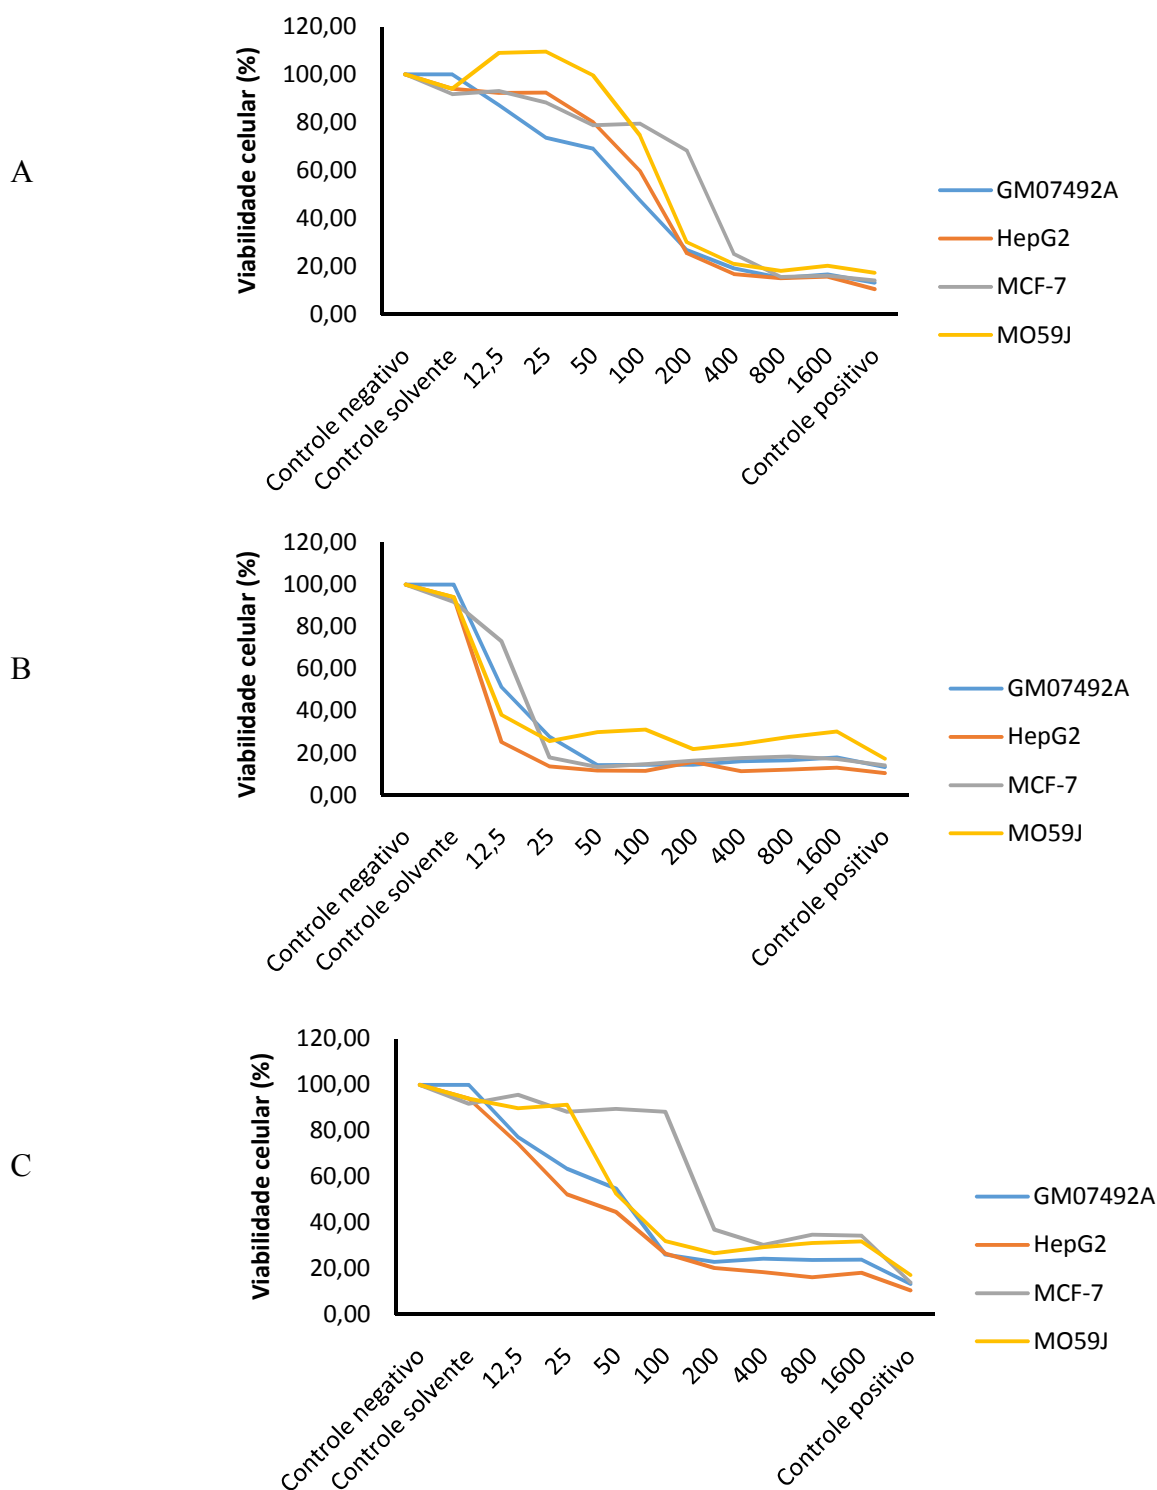 A
Viabilidade celular (%)
120,00
100,00
80,00
60,00
40,00
20,00
0,00
Controle negativo
Controle solvente
12,5
25
50
100
200
400
800
1600
Controle positivo
GM07492A
HepG2
MCF-7
MO59J
B
Viabilidade celular (%)
120,00
100,00
80,00
60,00
40,00
20,00
0,00
Controle negativo
Controle solvente
12,5
25
50
100
200
400
800
1600
Controle positivo
GM07492A
HepG2
MCF-7
MO59J
C
Viabilidade celular (%)
120,00
100,00
80,00
60,00
40,00
20,00
0,00
Controle negativo
Controle solvente
12,5
25
50
100
200
400
800
1600
Controle positivo
GM07492A
HepG2
MCF-7
MO59J